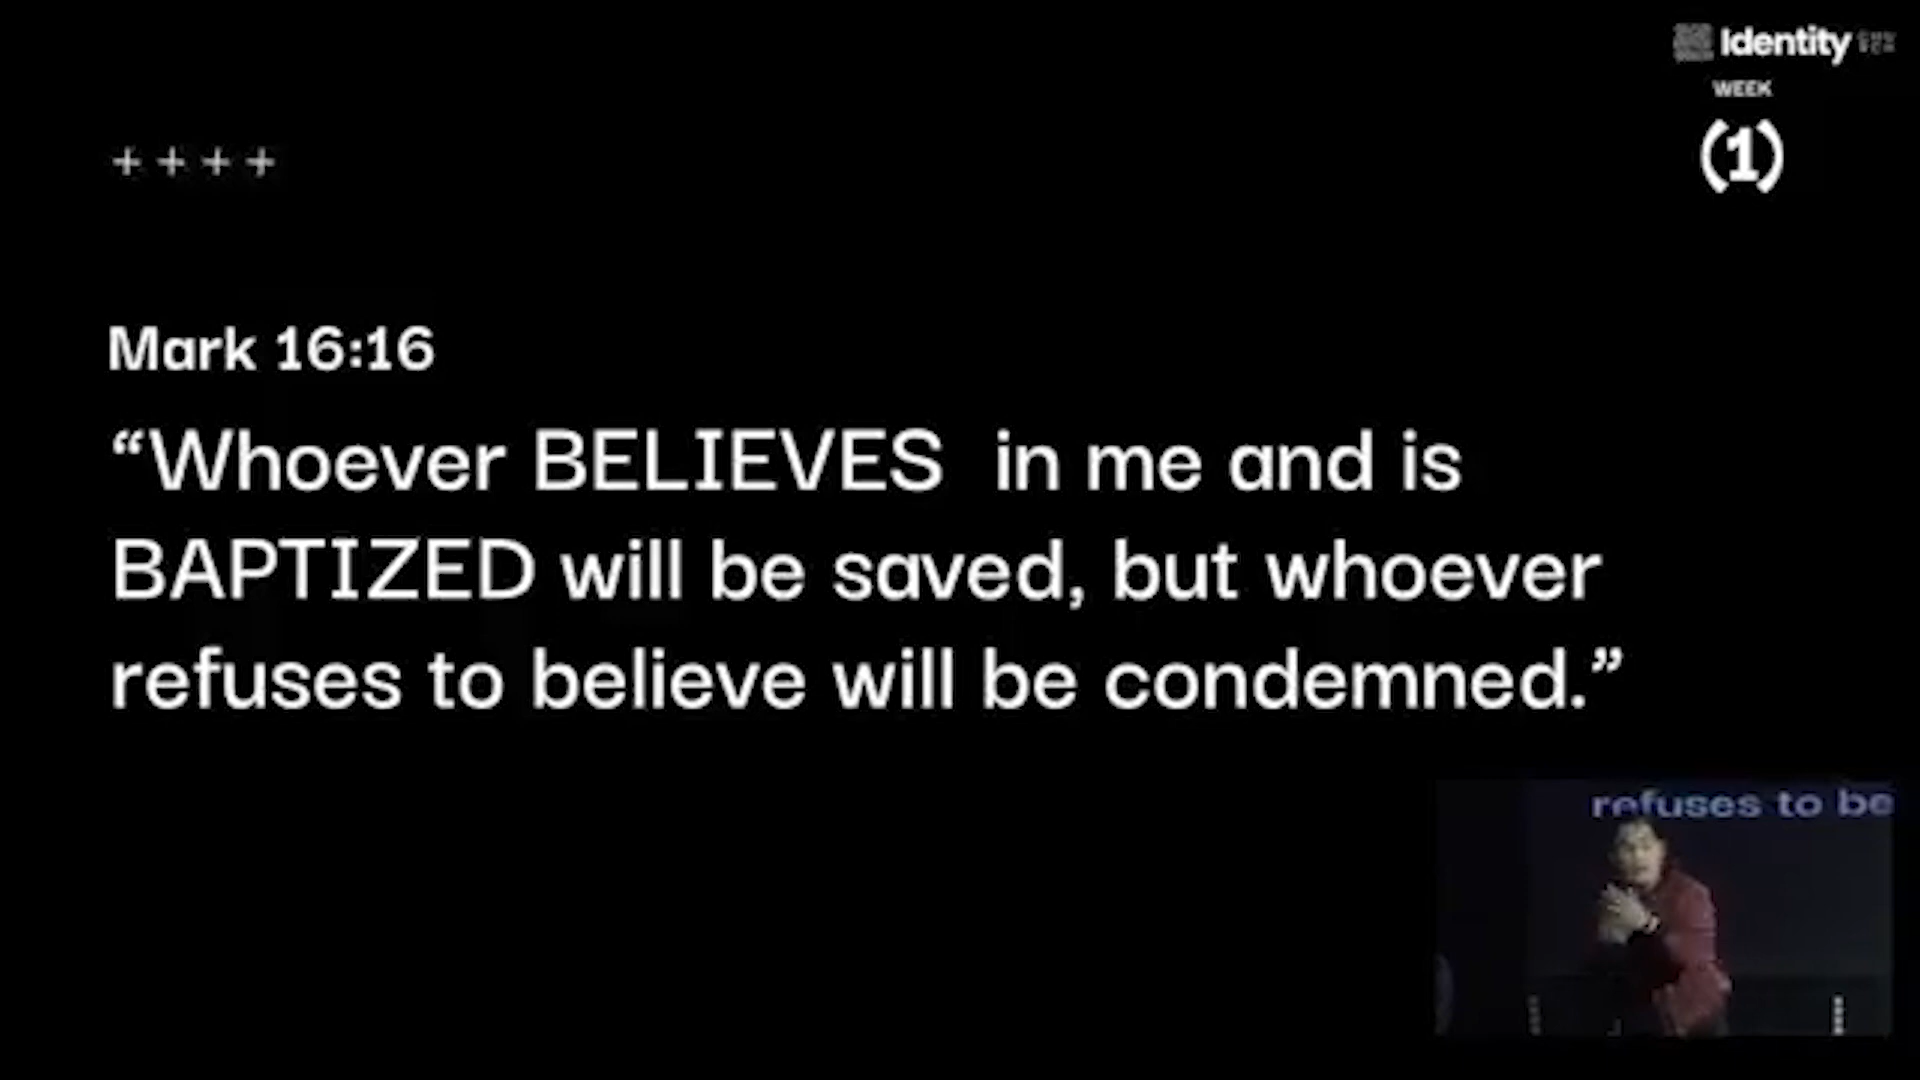 Identity
WEEK
(1)
++++
Mark 16:16
“Whoever BELIEVES in me and is
BAPTIZED will be saved, but whoever
refuses to believe will be condemned.”
refuses to be